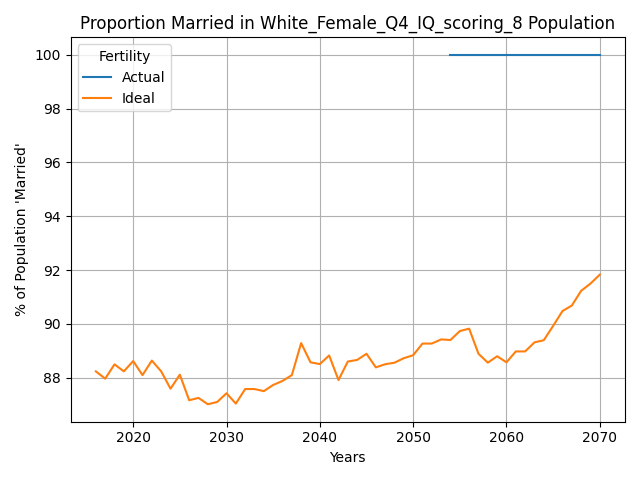 Proportion Married in White_Female_Q4_IQ_scoring_8 Population
Fertility
Actual
Ideal
% of Population 'Married'
100
98
96
94
92
90
88
2020
2030
2040
2050
2060
2070
Years